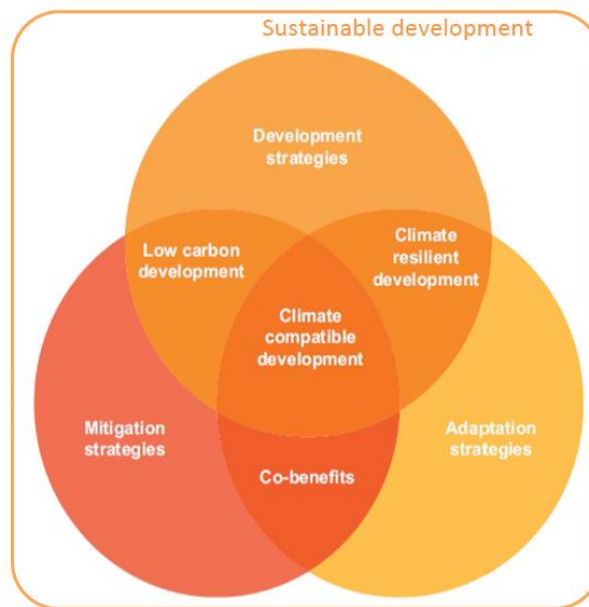 Sustainable development
Development
strategies
Low carbon
development
Climate
resilient
development
Climate
compatible
development
Mitigation
strategies
Adaptation
strategies
Co-benefits